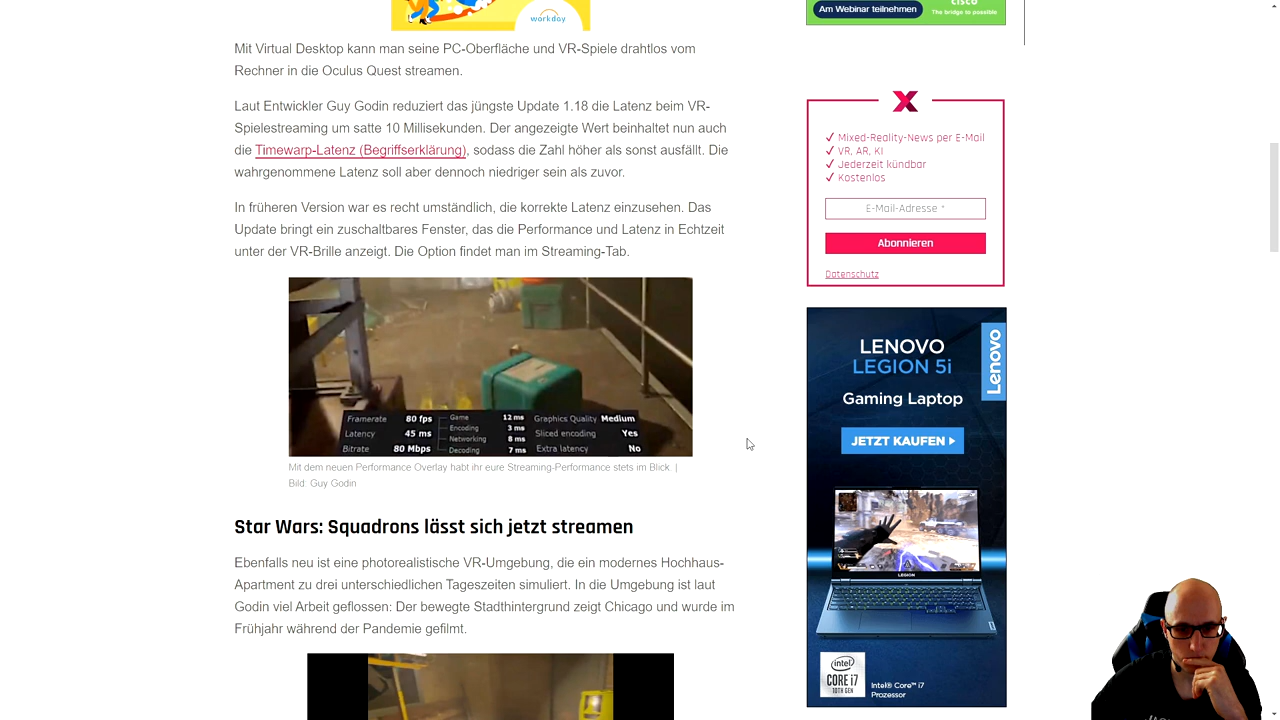 workday
Am Webinar teilnehmen
CISCO
The bridge to possible
Mit Virtual Desktop kann man seine PC-Oberfläche und VR-Spiele drahtlos vom
Rechner in die Oculus Quest streamen.
Laut Entwickler Guy Godin reduziert das jüngste Update 1.18 die Latenz beim VR-
Spielestreaming um satte 10 Millisekunden. Der angezeigte Wert beinhaltet nun auch
die Timewarp-Latenz (Begriffserklärung), sodass die Zahl höher als sonst ausfällt. Die
wahrgenommene Latenz soll aber dennoch niedriger sein als zuvor.
In früheren Version war es recht umständlich, die korrekte Latenz einzusehen. Das
Update bringt ein zuschaltbares Fenster, das die Performance und Latenz in Echtzeit
unter der VR-Brille anzeigt. Die Option findet man im Streaming-Tab.
Framerate 80 fps Game 12 ms Graphics Quality Medium
Encoding 3 ms
Latency 45 ms Networking 8 ms Sliced encoding Yes
Bitrate 80 Mbps Decoding 7 ms Extra latency No
Mit dem neuen Performance Overlay habt ihr eure Streaming-Performance stets im Blick. |
Bild: Guy Godin
Star Wars: Squadrons lässt sich jetzt streamen
Ebenfalls neu ist eine photorealistische VR-Umgebung, die ein modernes Hochhaus-
Apartment zu drei unterschiedlichen Tageszeiten simuliert. In die Umgebung ist laut
Godin viel Arbeit geflossen: Der bewegte Stadthintergrund zeigt Chicago und wurde im
Frühjahr während der Pandemie gefilmt.
X
✓ Mixed-Reality-News per E-Mail
✓ VR, AR, KI
✓ Jederzeit kündbar
✓ Kostenlos
E-Mail-Adresse *
Abonnieren
Datenschutz
Lenovo
LENOVO
LEGION 5i
Gaming Laptop
JETZT KAUFEN
LEGION
intel
CORE i7
10TH GEN
Intel® Core™ i7
Prozessor